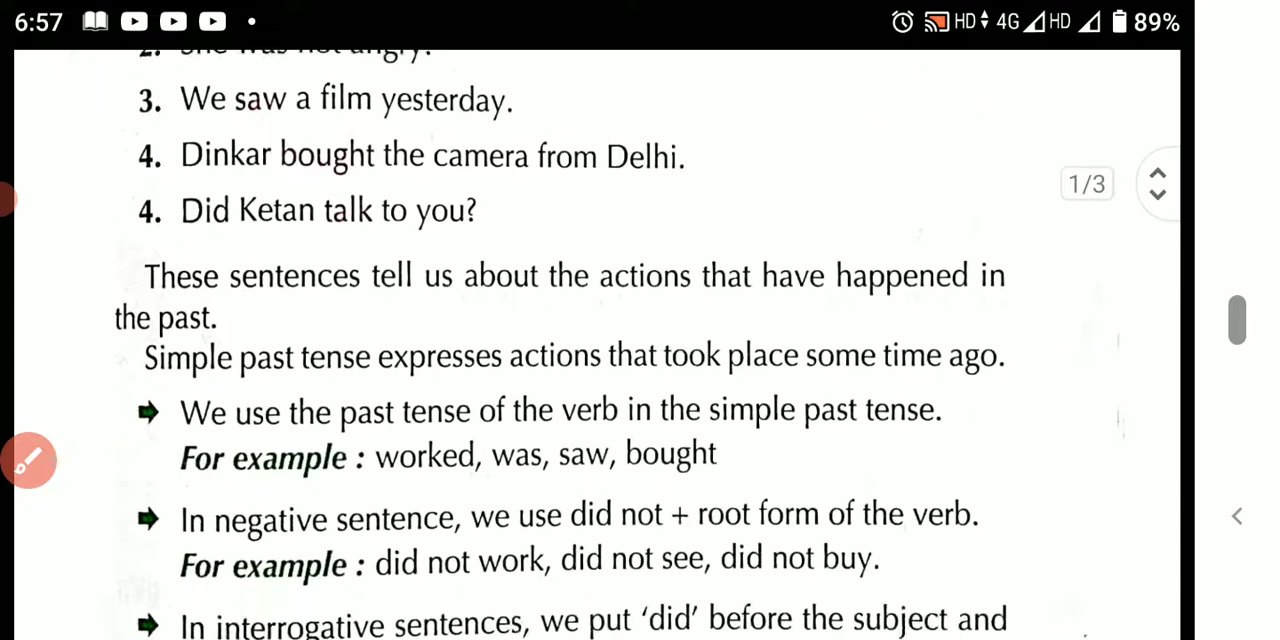 6:57 HD 4G HD 89%
2. She was not angry.
3. We saw a film yesterday.
4. Dinkar bought the camera from Delhi.
1/3
4. Did Ketan talk to you?
These sentences tell us about the actions that have happened in
the past.
Simple past tense expresses actions that took place some time ago.
We use the past tense of the verb in the simple past tense.
For example : worked, was, saw, bought
In negative sentence, we use did not + root form of the verb.
For example : did not work, did not see, did not buy.
In interrogative sentences, we put ‘did’ before the subject and